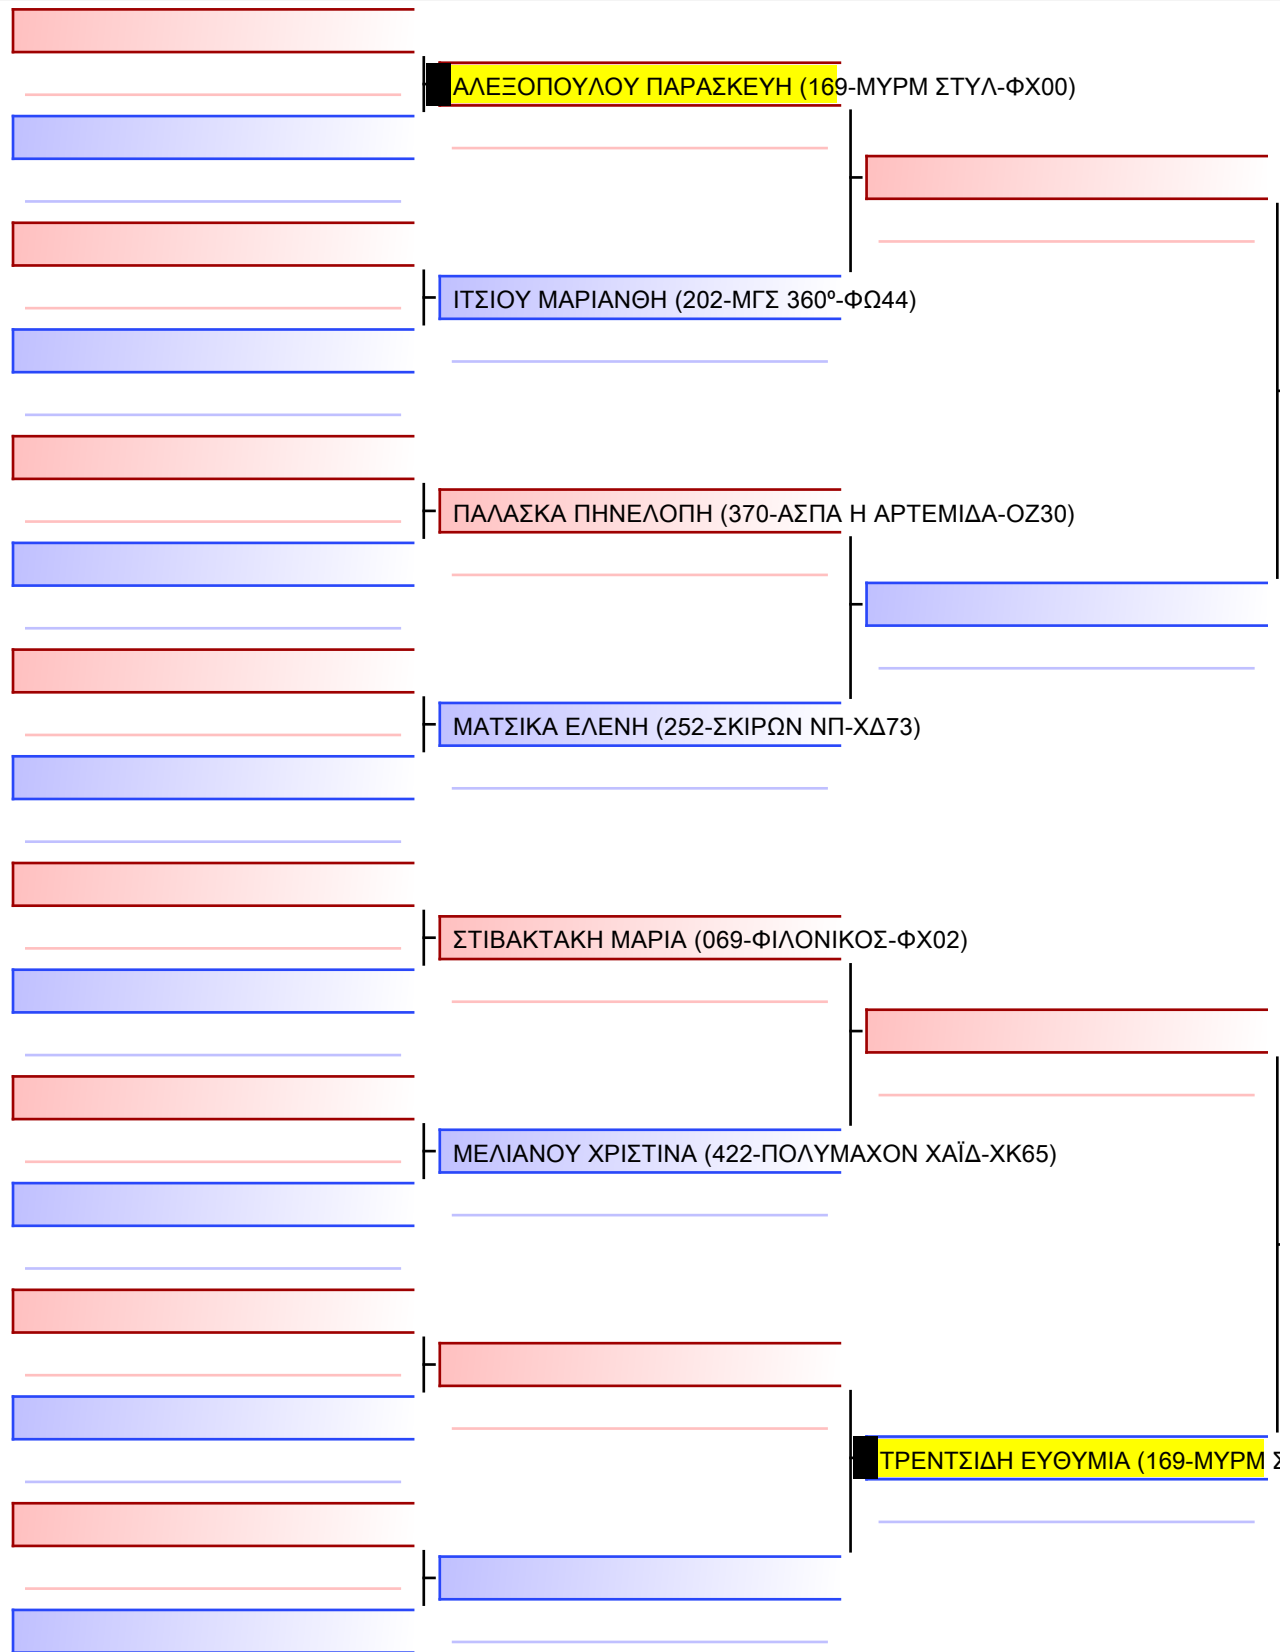 ΑΛΕΞΟΠΟΥΛΟΥ ΠΑΡΑΣΚΕΥΗ (169-ΜΥΡΜ ΣΤΥΛ-ΦΧ00)
ΙΤΣΙΟΥ ΜΑΡΙΑΝΘΗ (202-ΜΓΣ 360º-ΦΩ44)
ΠΑΛΑΣΚΑ ΠΗΝΕΛΟΠΗ (370-ΑΣΠΑ Η ΑΡΤΕΜΙΔΑ-ΟΖ30)
ΜΑΤΣΙΚΑ ΕΛΕΝΗ (252-ΣΚΙΡΩΝ ΝΠ-ΧΔ73)
ΣΤΙΒΑΚΤΑΚΗ ΜΑΡΙΑ (069-ΦΙΛΟΝΙΚΟΣ-ΦΧ02)
ΜΕΛΙΑΝΟΥ ΧΡΙΣΤΙΝΑ (422-ΠΟΛΥΜΑΧΟΝ ΧΑΪΔ-ΧΚ65)
ΤΡΕΝΤΣΙΔΗ ΕΥΘΥΜΙΑ (169-ΜΥΡΜ